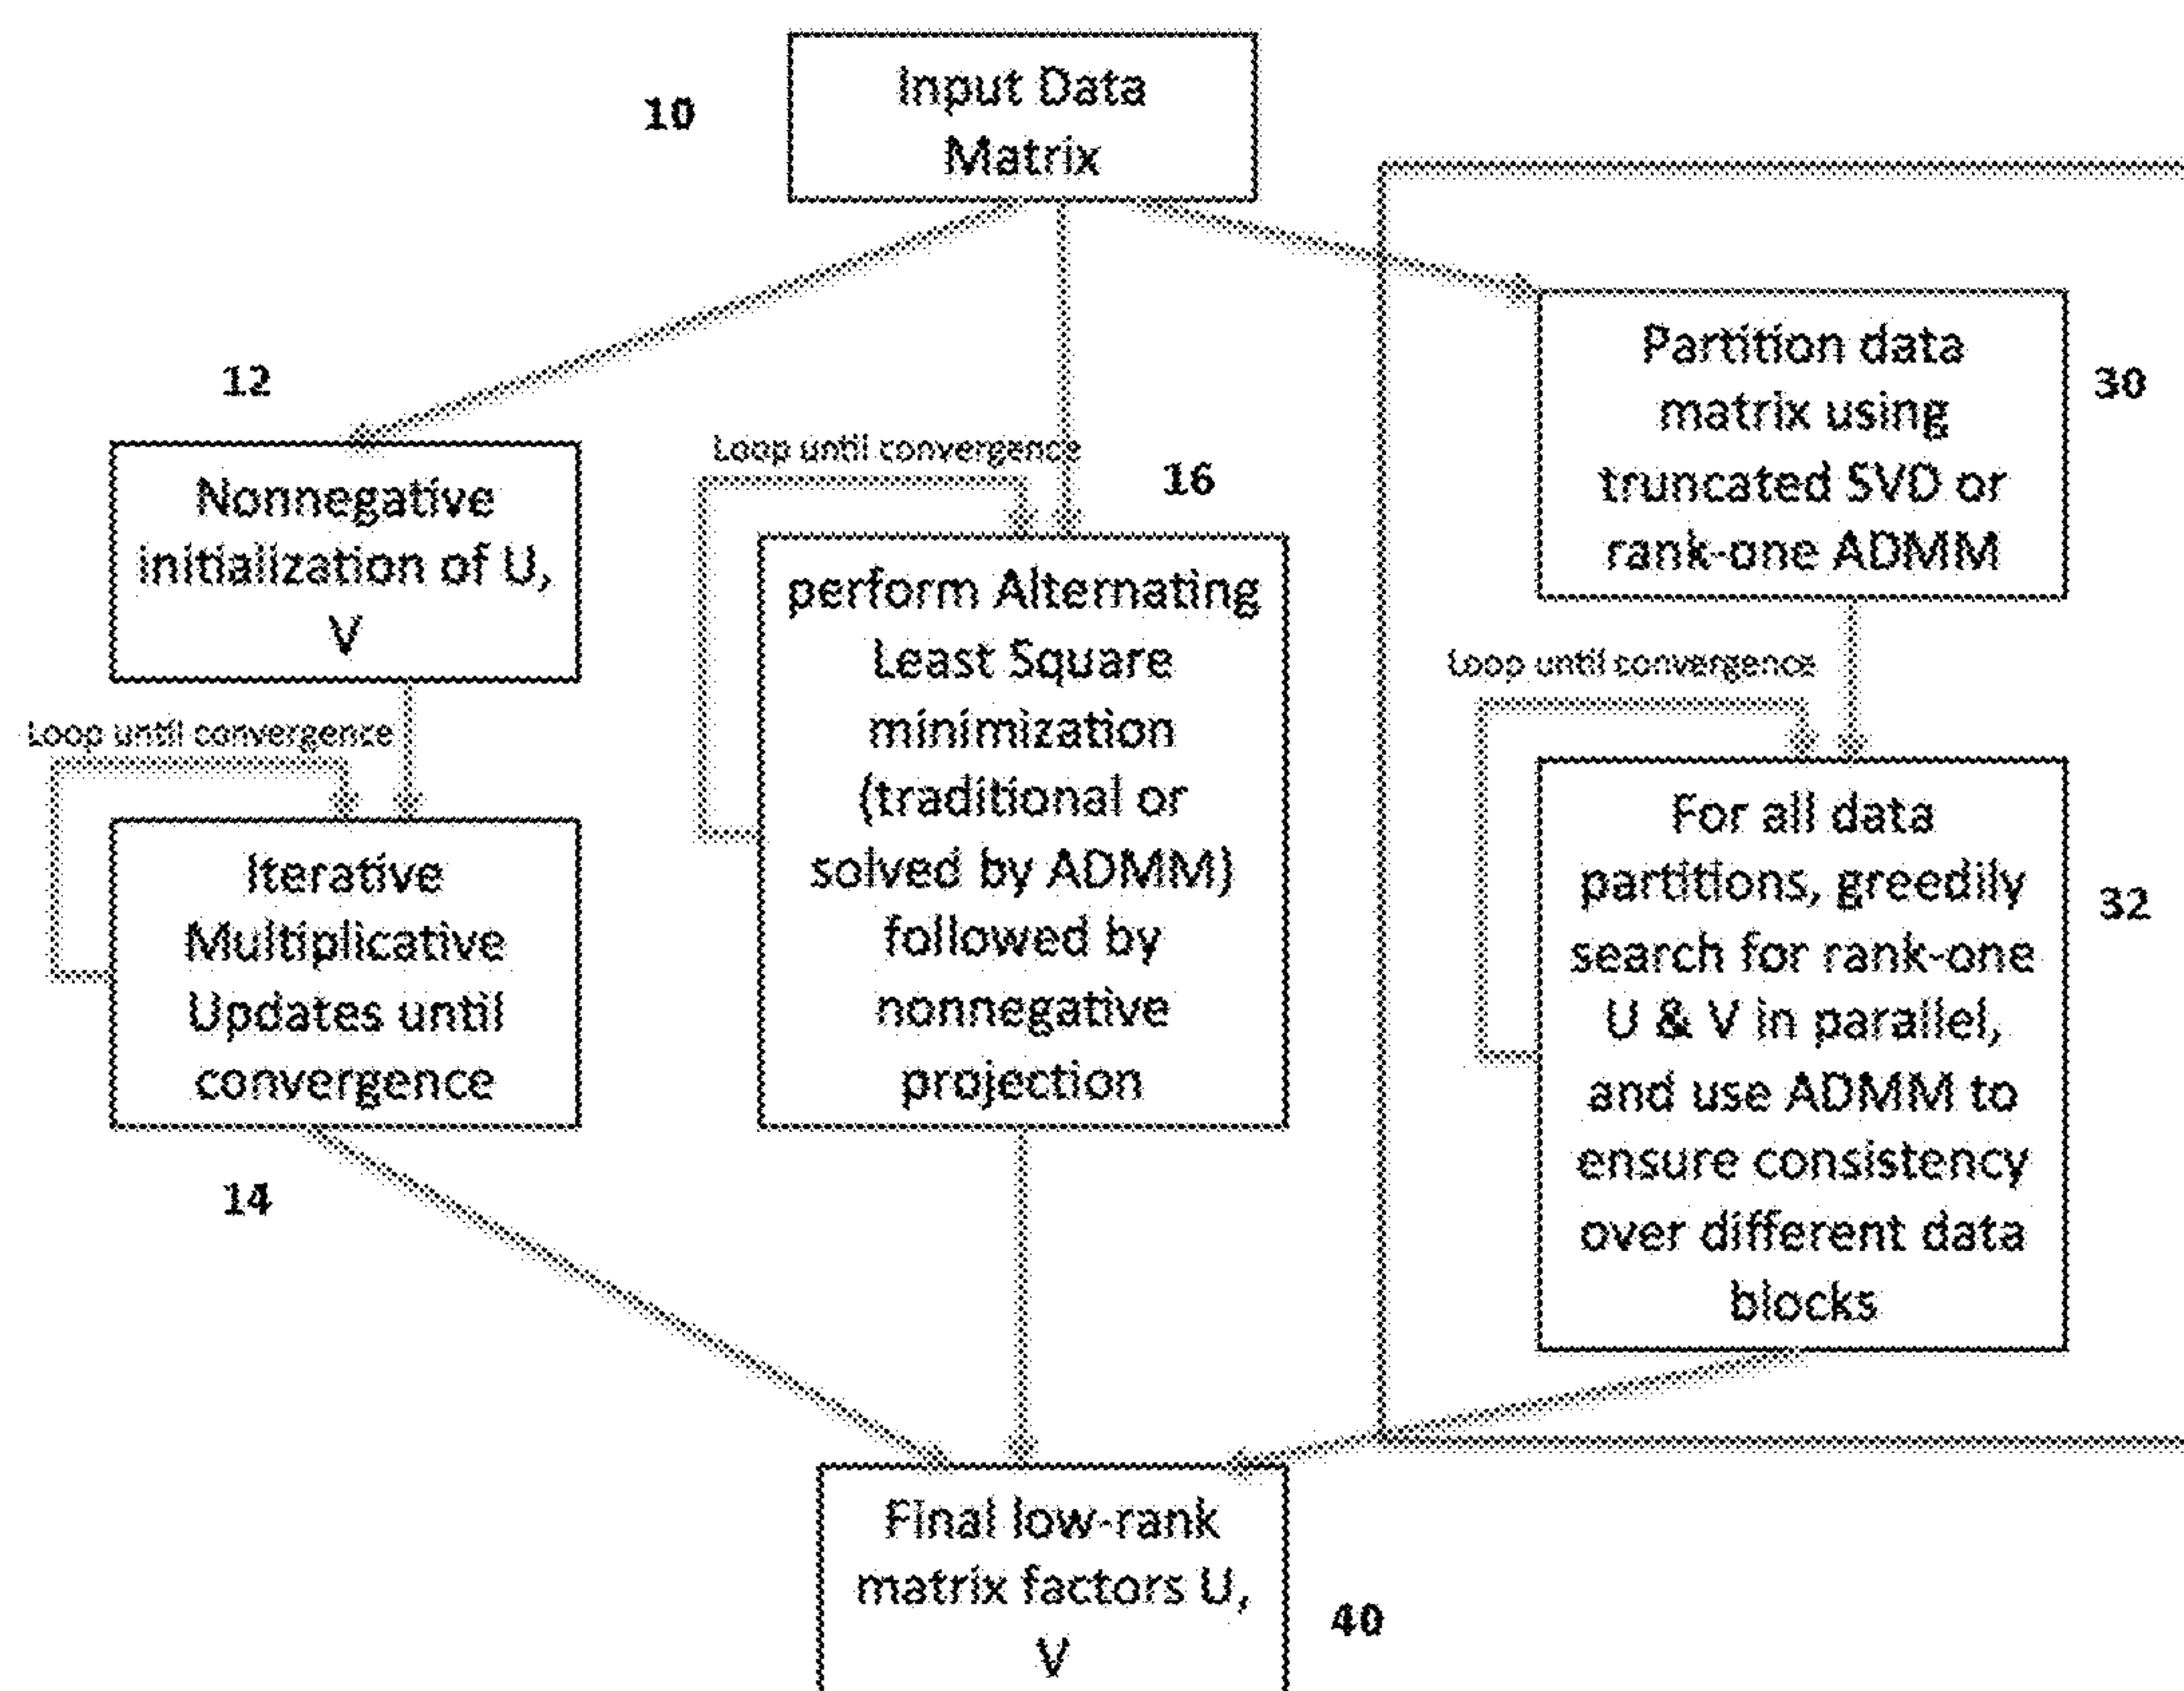 10
Input Data
Matrix
12
Nonnegative
initialization of U,
V
Loop until convergence
Iterative
Multiplicative
Updates until
convergence
14
Loop until convergence
16
perform Alternating
Least Square
minimization
(traditional or
solved by ADMM)
followed by
nonnegative
projection
Partition data
matrix using
truncated SVD or
rank-one ADMM
30
Loop until convergence
For all data
partitions, greedily
search for rank-one
U & V in parallel,
and use ADMM to
ensure consistency
over different data
blocks
32
Final low-rank
matrix factors U,
V
40